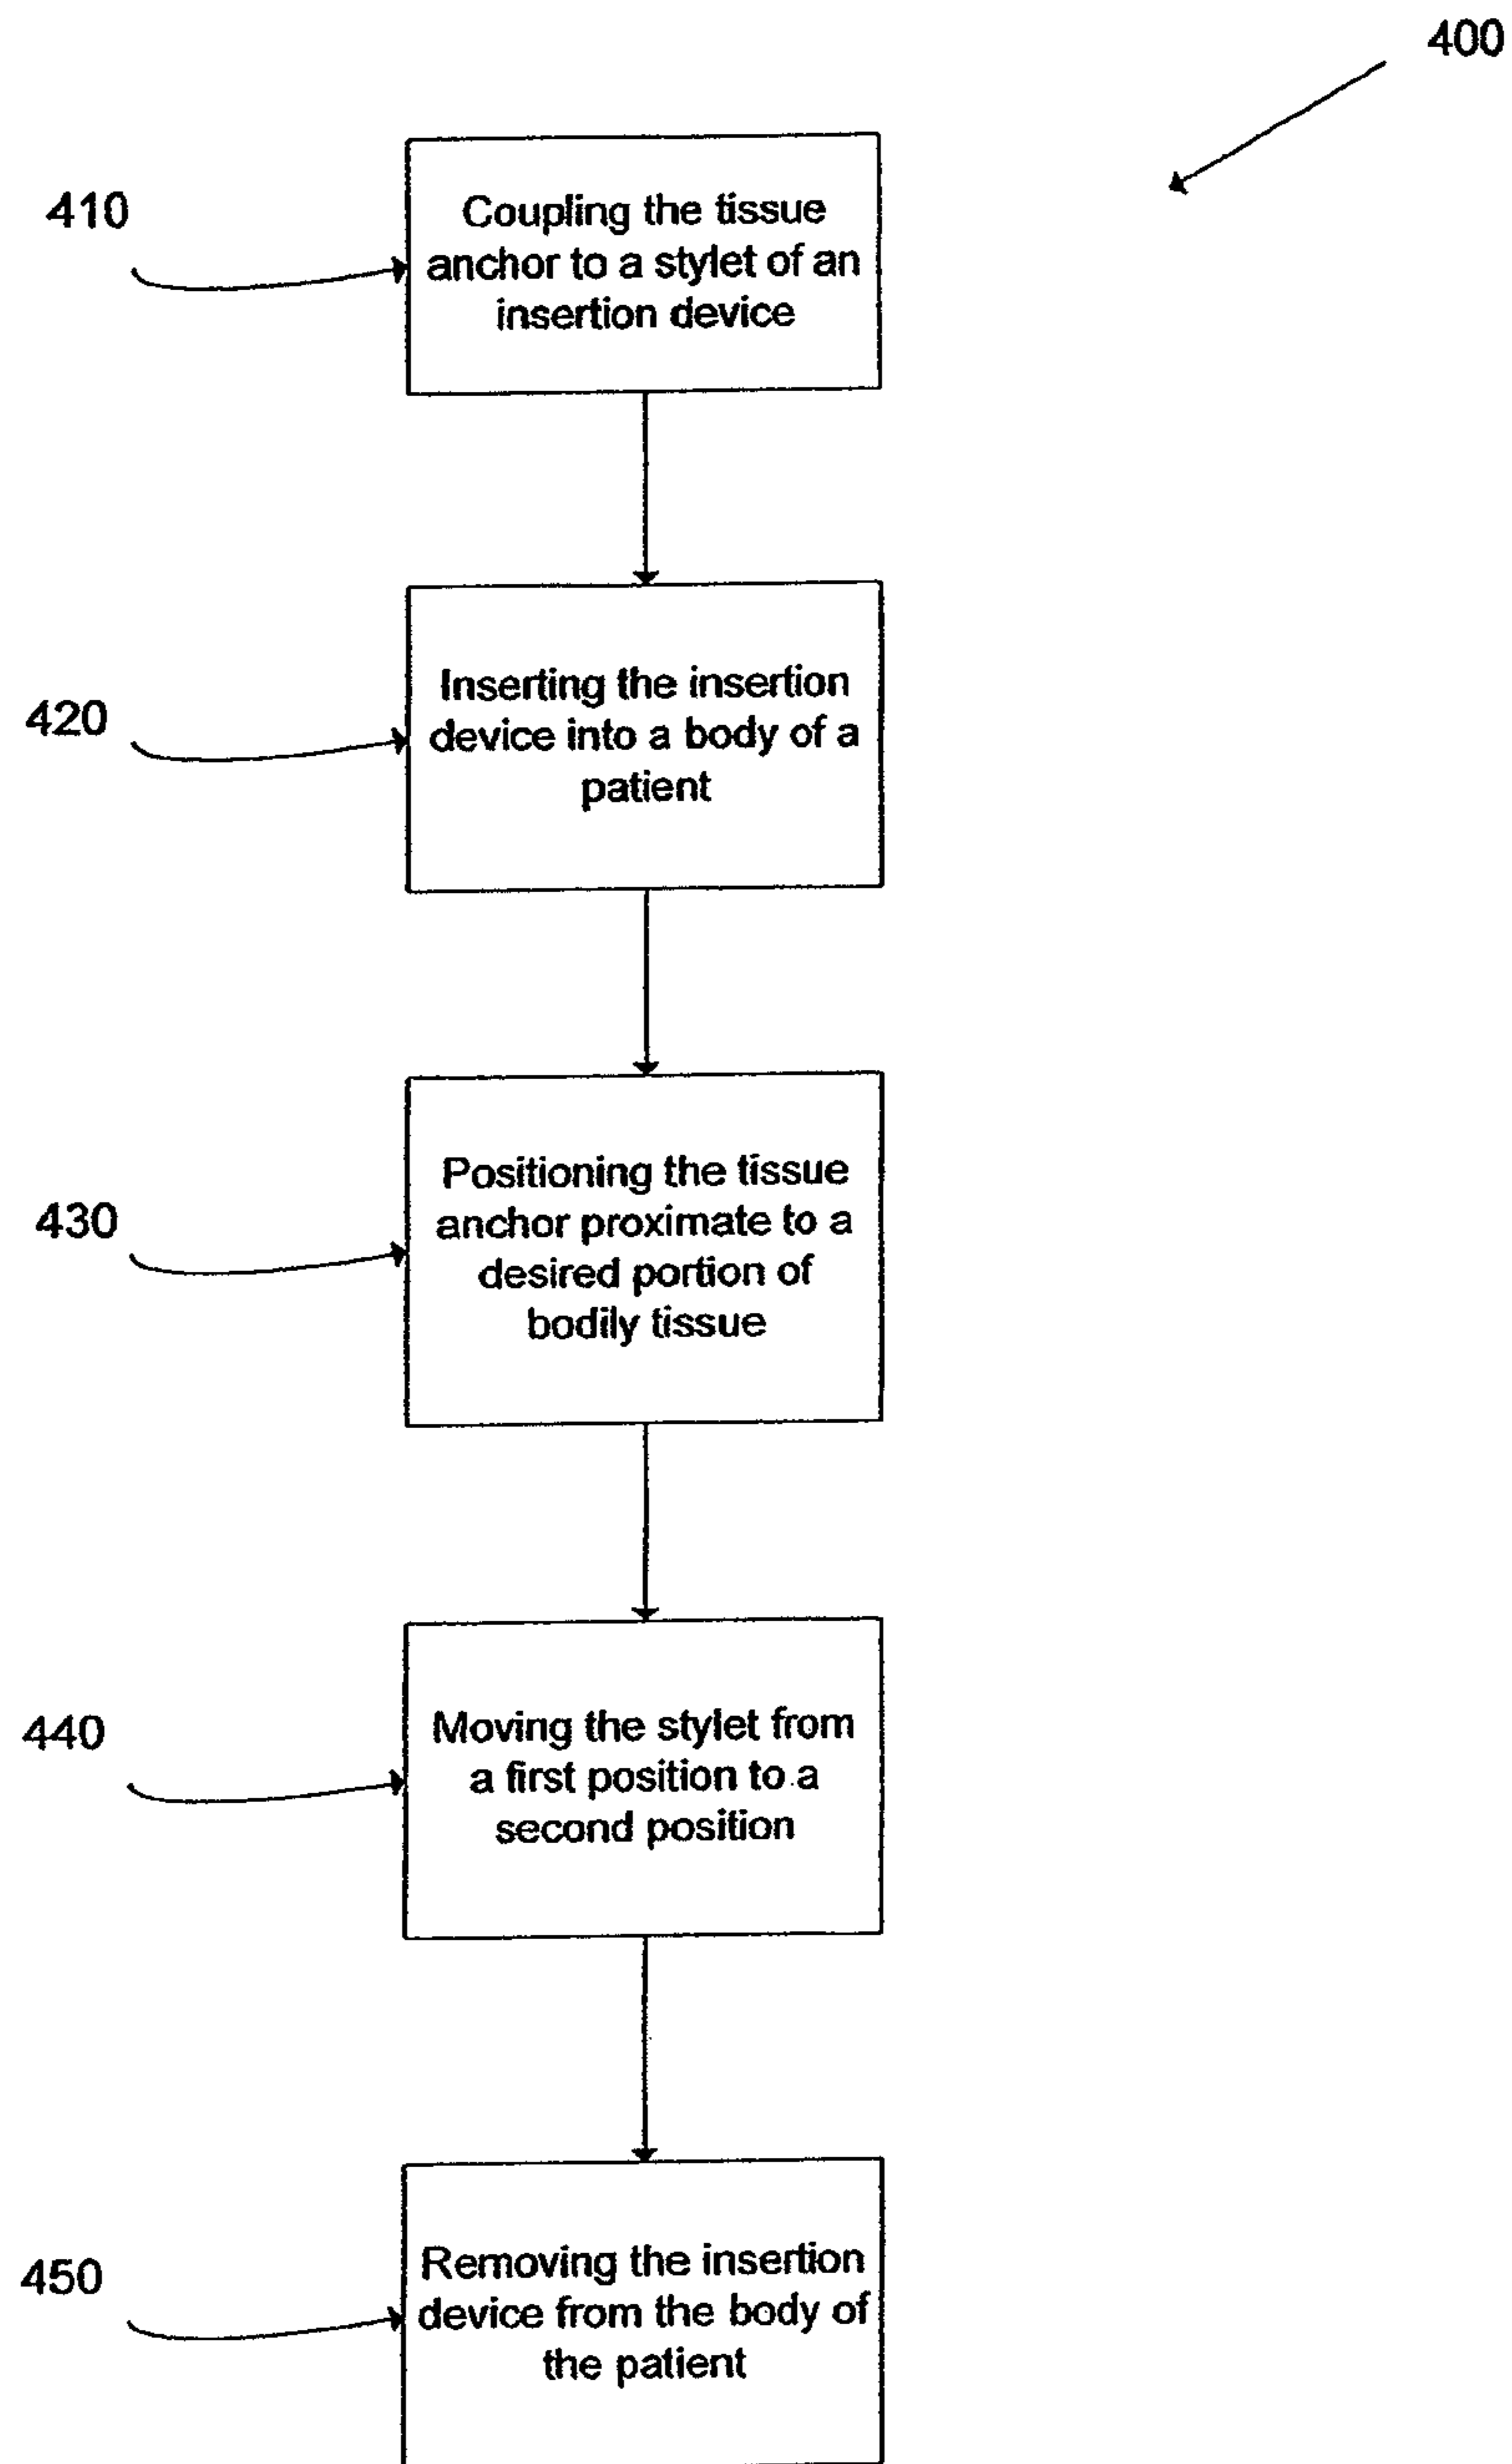 400
410
Coupling the tissue
anchor to a stylet of an
insertion device
420
Inserting the insertion
device into a body of a
patient
430
Positioning the tissue
anchor proximate to a
desired portion of
bodily tissue
440
Moving the stylet from
a first position to a
second position
450
Removing the insertion
device from the body of
the patient